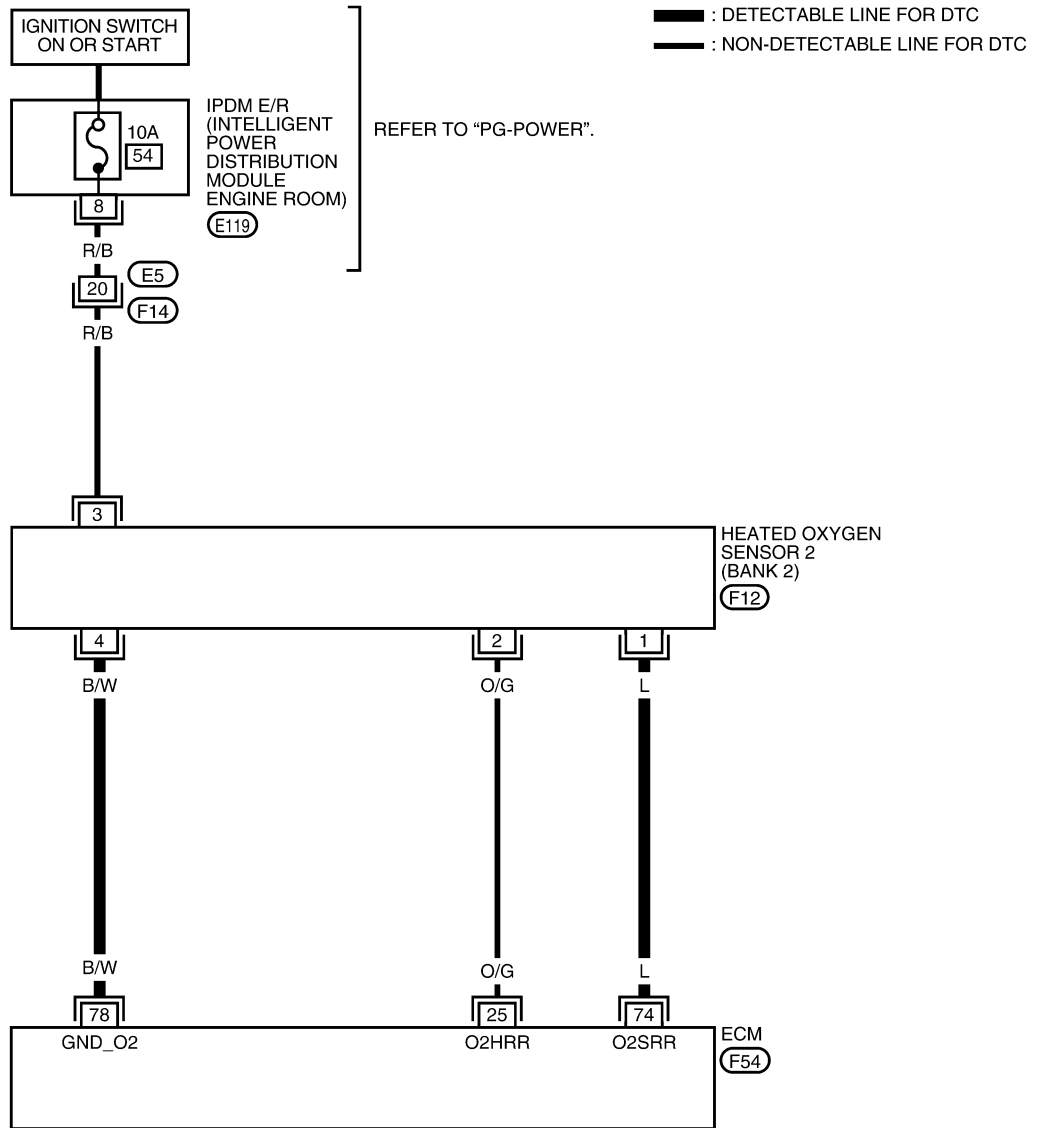 IGNITION SWITCH
ON OR START
: DETECTABLE LINE FOR DTC
: NON-DETECTABLE LINE FOR DTC
10A
54
IPDM E/R
(INTELLIGENT
POWER
DISTRIBUTION
MODULE
ENGINE ROOM)
E119
REFER TO “PG-POWER”.
8
R/B
20
E5
F14
R/B
3
HEATED OXYGEN
SENSOR 2
(BANK 2)
F12
4
2
1
B/W
O/G
L
B/W
O/G
L
78
25
74
GND_O2
O2HRR
O2SRR
ECM
F54